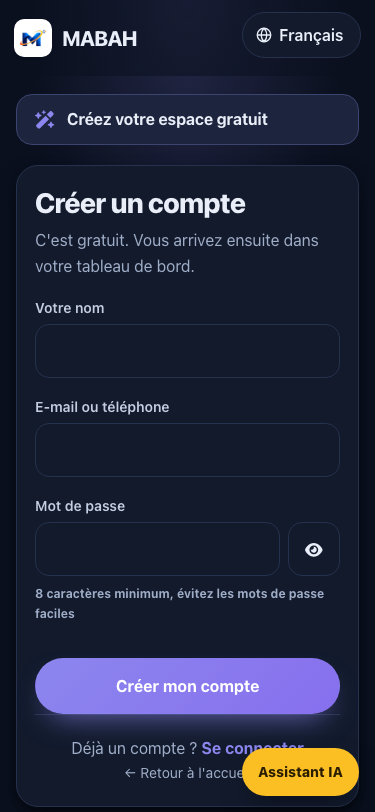 MABAH
Français
Créez votre espace gratuit
Créer un compte
C'est gratuit. Vous arrivez ensuite dans
votre tableau de bord.
Votre nom
E-mail ou téléphone
Mot de passe
8 caractères minimum, évitez les mots de passe
faciles
Créer mon compte
Déjà un compte ? Se connecter
← Retour à l'accue
Assistant IA